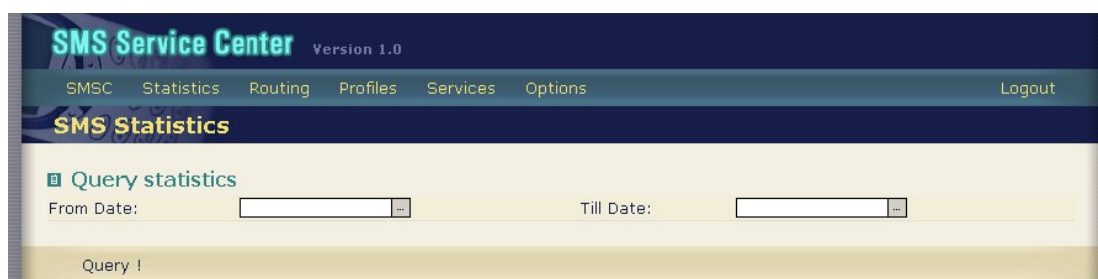 SMS Service Center Version 1.0
SMSC Statistics Routing Profiles Services Options Logout
SMS Statistics
Query statistics
From Date: ... Till Date: ...
Query !